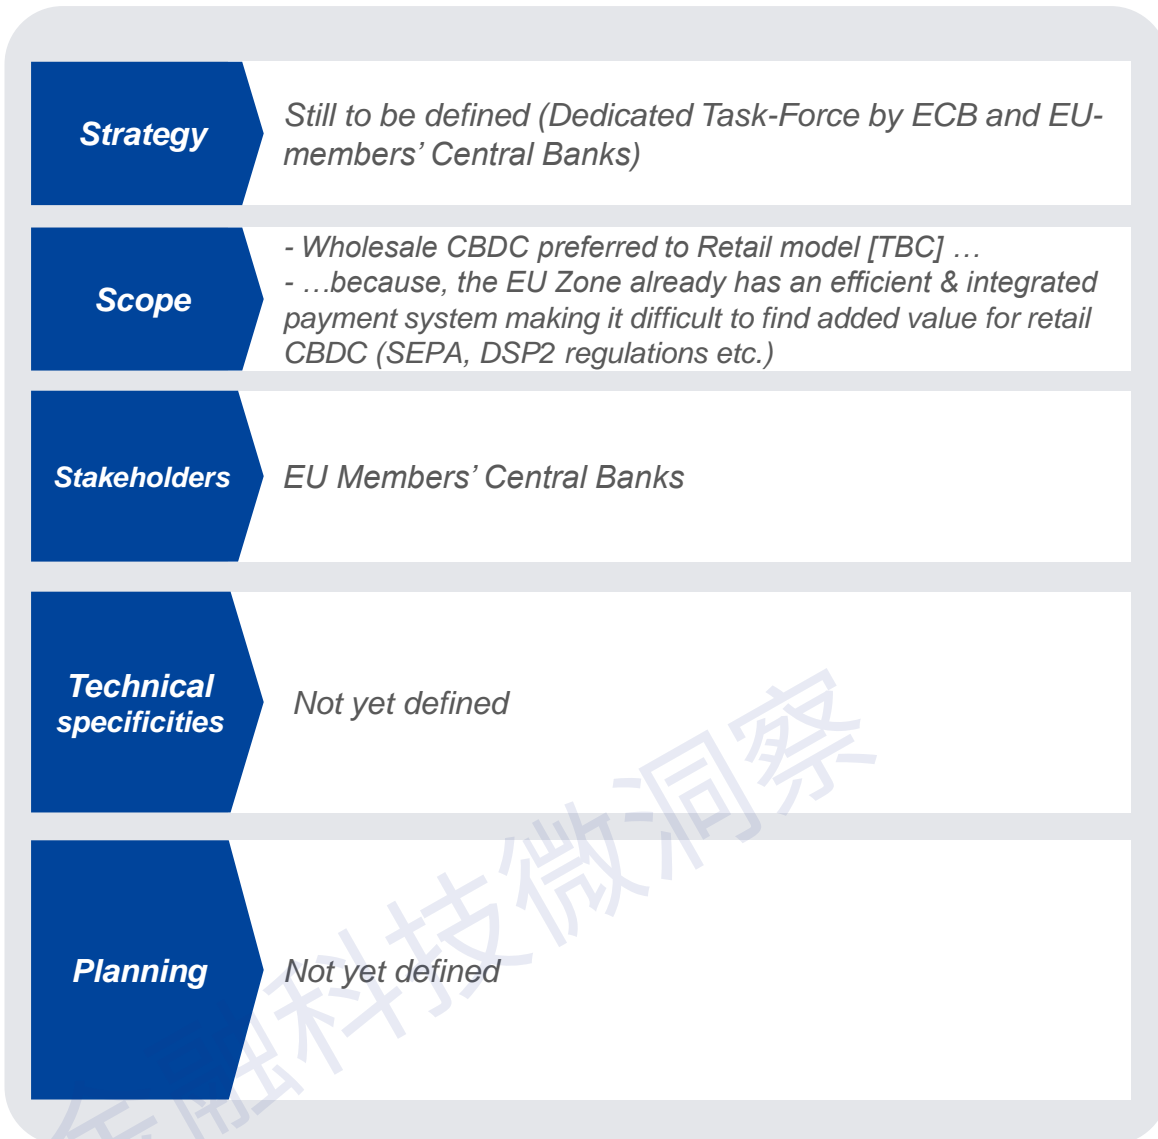 Strategy
Still to be defined (Dedicated Task-Force by ECB and EU-
members’ Central Banks)
Scope
- Wholesale CBDC preferred to Retail model [TBC] …
- …because, the EU Zone already has an efficient & integrated
payment system making it difficult to find added value for retail
CBDC (SEPA, DSP2 regulations etc.)
Stakeholders
EU Members’ Central Banks
Technical
specificities
Not yet defined
Planning
Not yet defined
金融科技微洞察